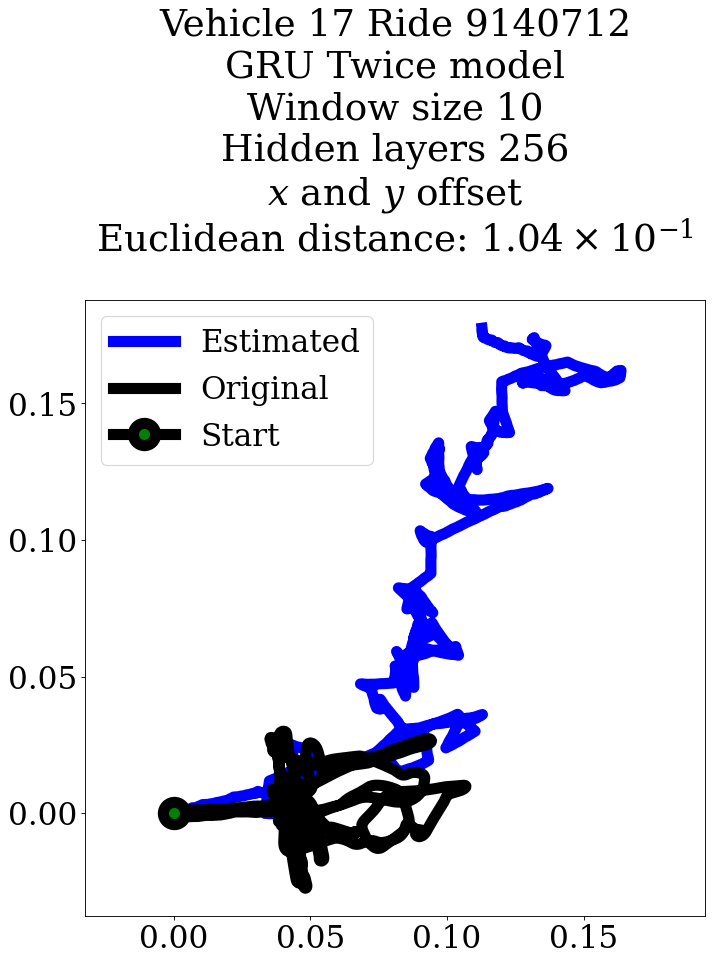 Vehicle 17 Ride 9140712
GRU Twice model
Window size 10
Hidden layers 256
x and y offset
Euclidean distance: 1.04 × 10⁻¹
Estimated
Original
Start
0.15
0.10
0.05
0.00
0.00 0.05 0.10 0.15